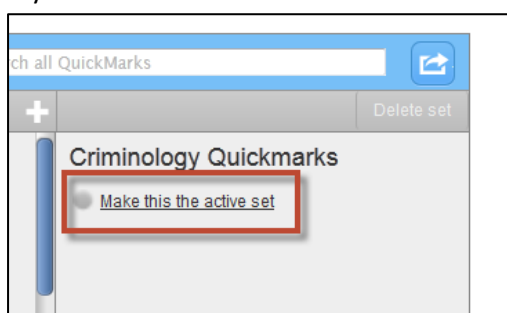 ch all QuickMarks
Delete set
Criminology Quickmarks
Make this the active set